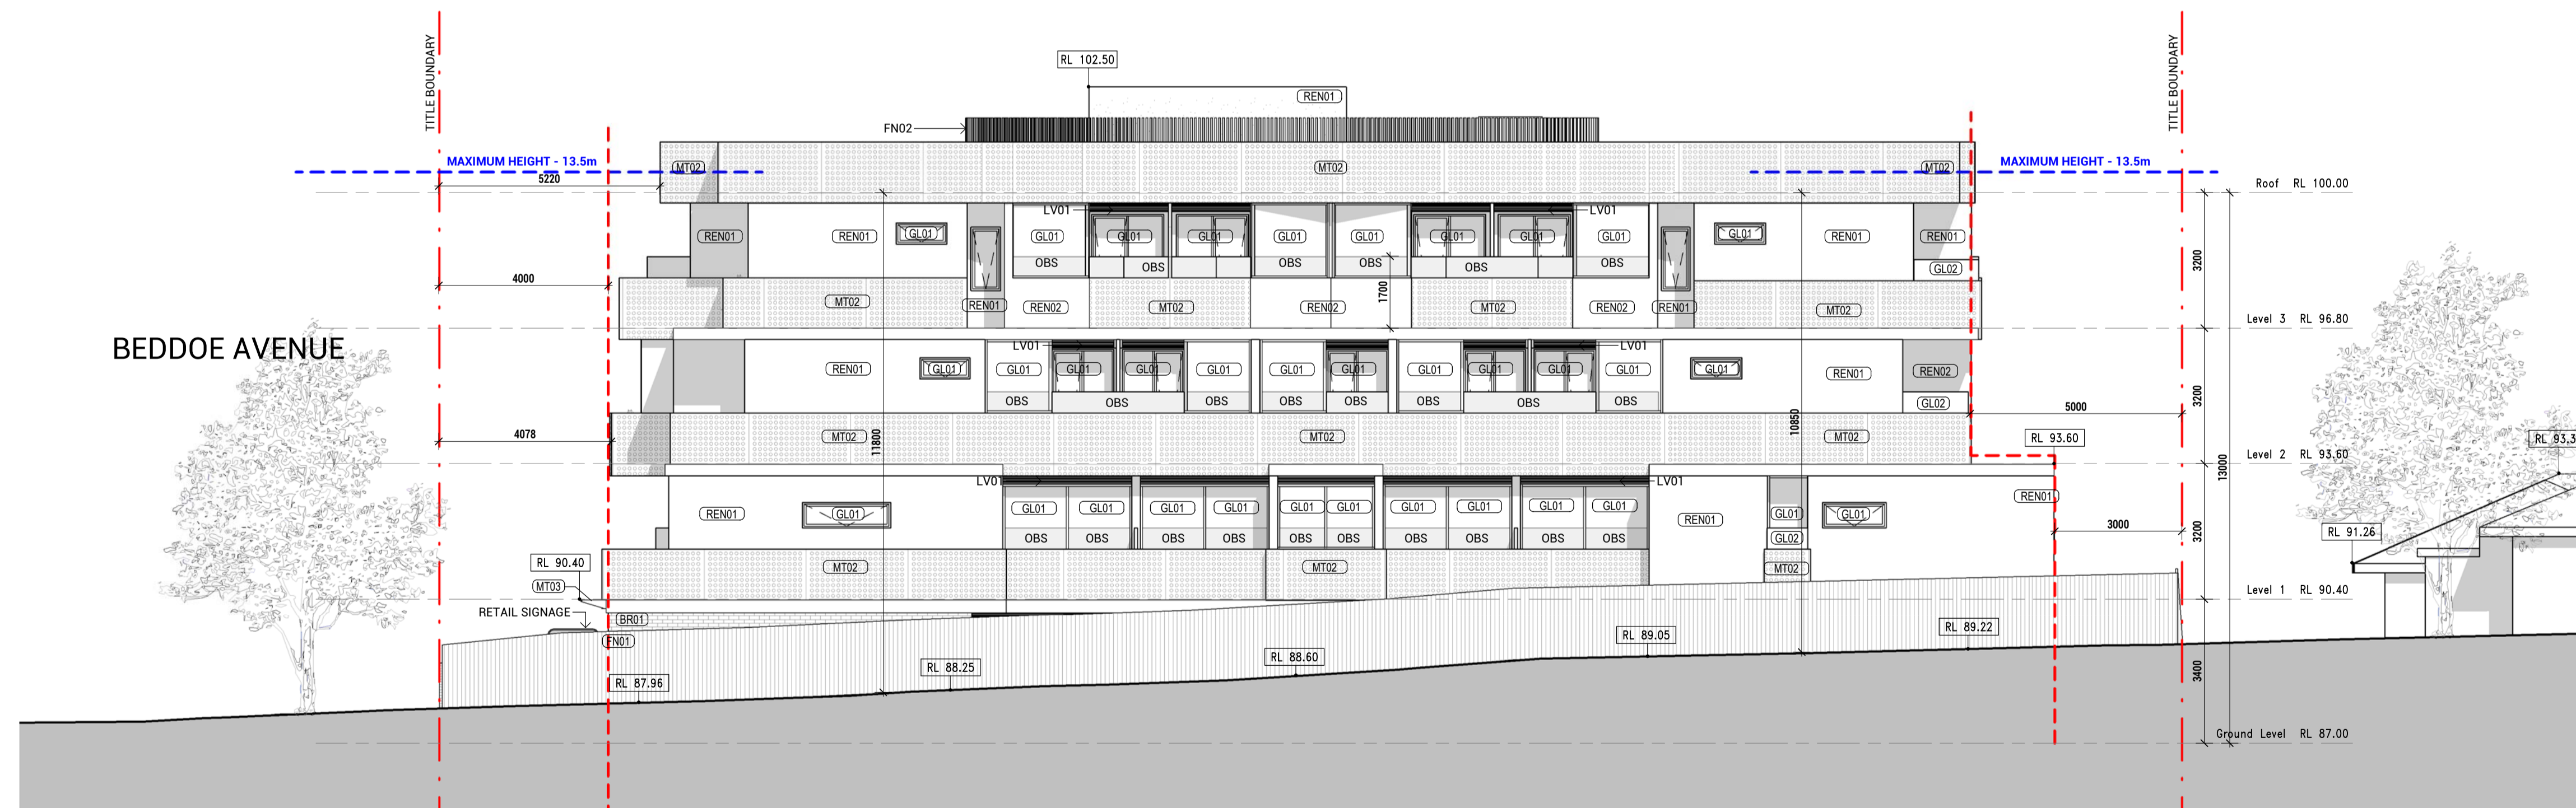 TITLE BOUNDARY
TITLE BOUNDARY
RL 102.50
REN01
FN02
MAXIMUM HEIGHT - 13.5m
MAXIMUM HEIGHT - 13.5m
MT02
MT02
MT02
5220
Roof RL 100.00
LV01
LV01
REN01
REN01
GL01
GL01
GL01
GL01
GL01
GL01
GL01
GL01
GL01
GL01
REN01
REN01
OBS
OBS
OBS
OBS
OBS
OBS
GL02
4000
3200
MT02
REN01
REN02
MT02
REN02
1700
MT02
REN02
REN01
MT02
Level 3 RL 96.80
BEDDOE AVENUE
LV01
LV01
REN01
GL01
GL01
GL01
GL01
GL01
GL01
GL01
GL01
GL01
GL01
GL01
GL01
REN01
REN02
OBS
OBS
OBS
OBS
OBS
OBS
OBS
OBS
GL02
3200
5000
4078
MT02
11800
MT02
10850
MT02
RL 93.60
RL 93.3
Level 2 RL 93.60
13000
LV01
LV01
REN01
REN01
GL01
GL01
GL01
GL01
GL01
GL01
GL01
GL01
GL01
GL01
GL01
REN01
GL01
GL01
3000
3200
RL 91.26
OBS
OBS
OBS
OBS
OBS
OBS
OBS
OBS
OBS
OBS
GL02
RL 90.40
MT02
MT02
MT02
MT03
Level 1 RL 90.40
RETAIL SIGNAGE
BR01
FN01
RL 87.96
RL 88.25
RL 88.60
RL 89.05
RL 89.22
3400
Ground Level RL 87.00